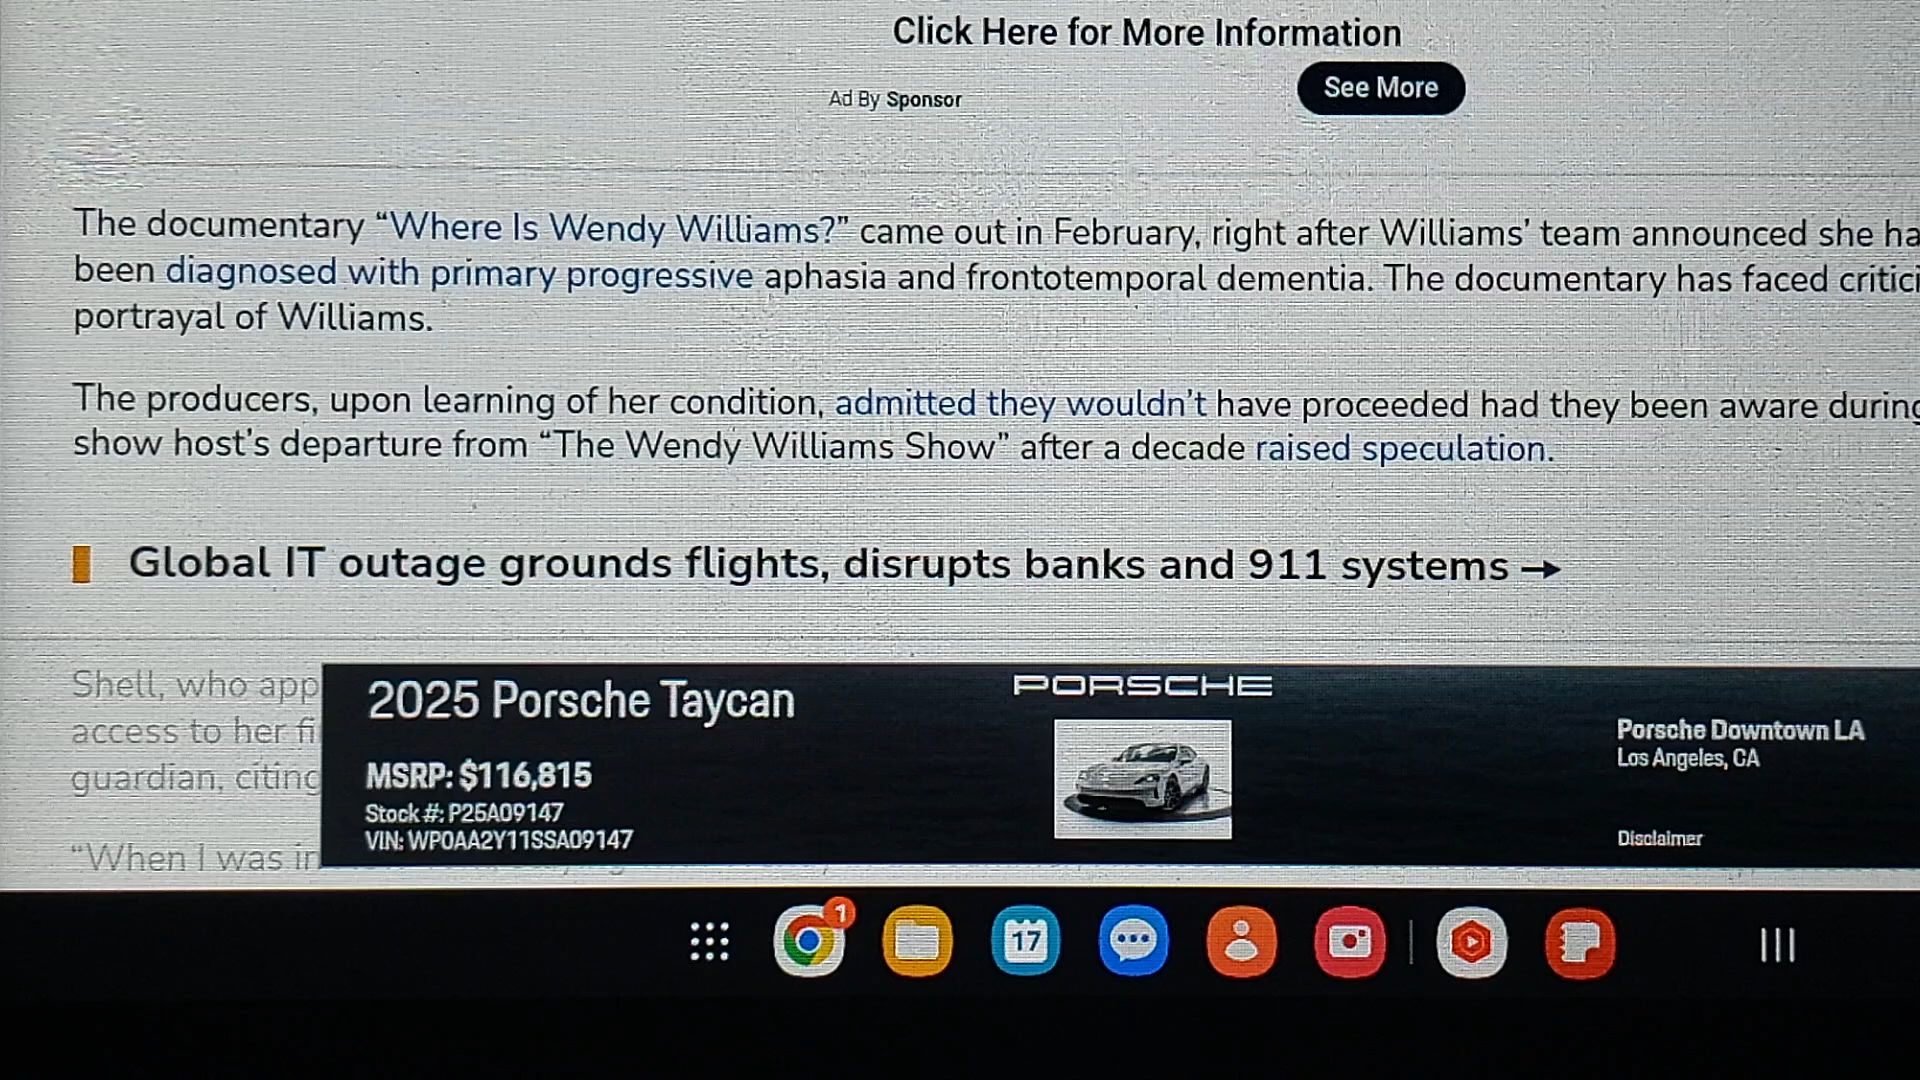 Click Here for More Information
See More
Ad By Sponsor
The documentary “Where Is Wendy Williams?” came out in February, right after Williams’ team announced she ha
been diagnosed with primary progressive aphasia and frontotemporal dementia. The documentary has faced critici
portrayal of Williams.
The producers, upon learning of her condition, admitted they wouldn’t have proceeded had they been aware during
show host’s departure from “The Wendy Williams Show” after a decade raised speculation.
Global IT outage grounds flights, disrupts banks and 911 systems →
Shell, who app
access to her fi
guardian, citing
“When I was in
2025 Porsche Taycan
MSRP: $116,815
Stock #: P25A09147
VIN: WP0AA2Y11SSA09147
PORSCHE
Porsche Downtown LA
Los Angeles, CA
Disclaimer
1
17